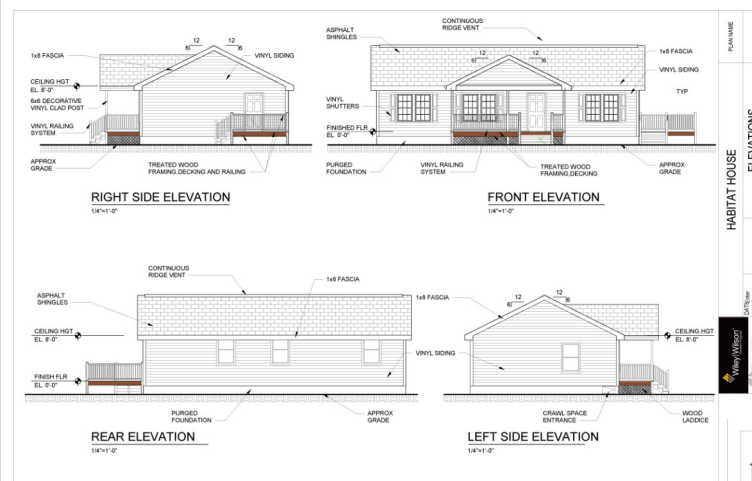 12
12
6
6
1x8 FASCIA
VINYL SIDING
CEILING HGT
EL. 8'-0"
6x6 DECORATIVE
VINYL CLAD POST
VINYL RAILING
SYSTEM
APPROX
GRADE
TREATED WOOD
FRAMING,DECKING AND RAILING
RIGHT SIDE ELEVATION
1/4"=1'-0"
ASPHALT
SHINGLES
CONTINUOUS
RIDGE VENT
12
12
6
6
1x8 FASCIA
VINYL SIDING
TYP
VINYL
SHUTTERS
FINISHED FLR
EL. 0'-0"
PURGED
FOUNDATION
VINYL RAILING
SYSTEM
TREATED WOOD
FRAMING,DECKING
APPROX
GRADE
FRONT ELEVATION
1/4"=1'-0"
CONTINUOUS
RIDGE VENT
1x8 FASCIA
ASPHALT
SHINGLES
CEILING HGT
EL. 8'-0"
FINISH FLR
EL. 0'-0"
VINYL SIDING
PURGED
FOUNDATION
APPROX
GRADE
REAR ELEVATION
1/4"=1'-0"
1x8 FASCIA
12
12
6
6
CEILING HGT
EL. 8'-0"
CRAWL SPACE
ENTRANCE
WOOD
LADDICE
LEFT SIDE ELEVATION
1/4"=1'-0"
PLAN NAME
HABITAT HOUSE
ELEVATIONS
DATE
Wiley|Wilson